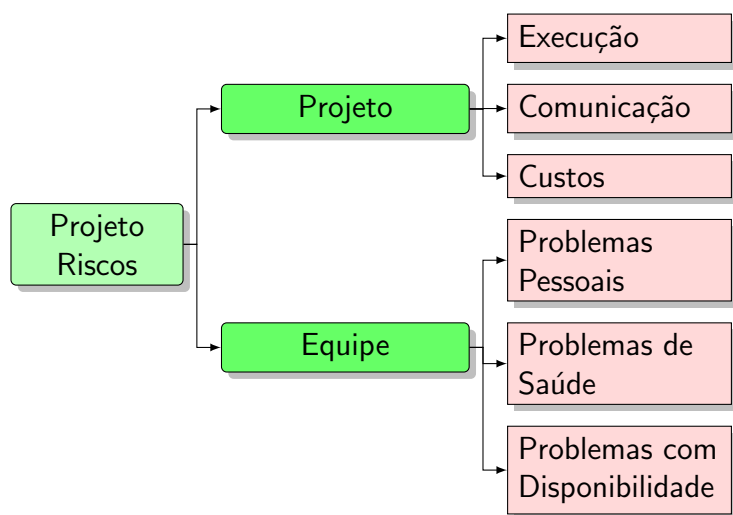 Projeto
Riscos
Projeto
Execução
Comunicação
Custos
Equipe
Problemas
Pessoais
Problemas de
Saúde
Problemas com
Disponibilidade